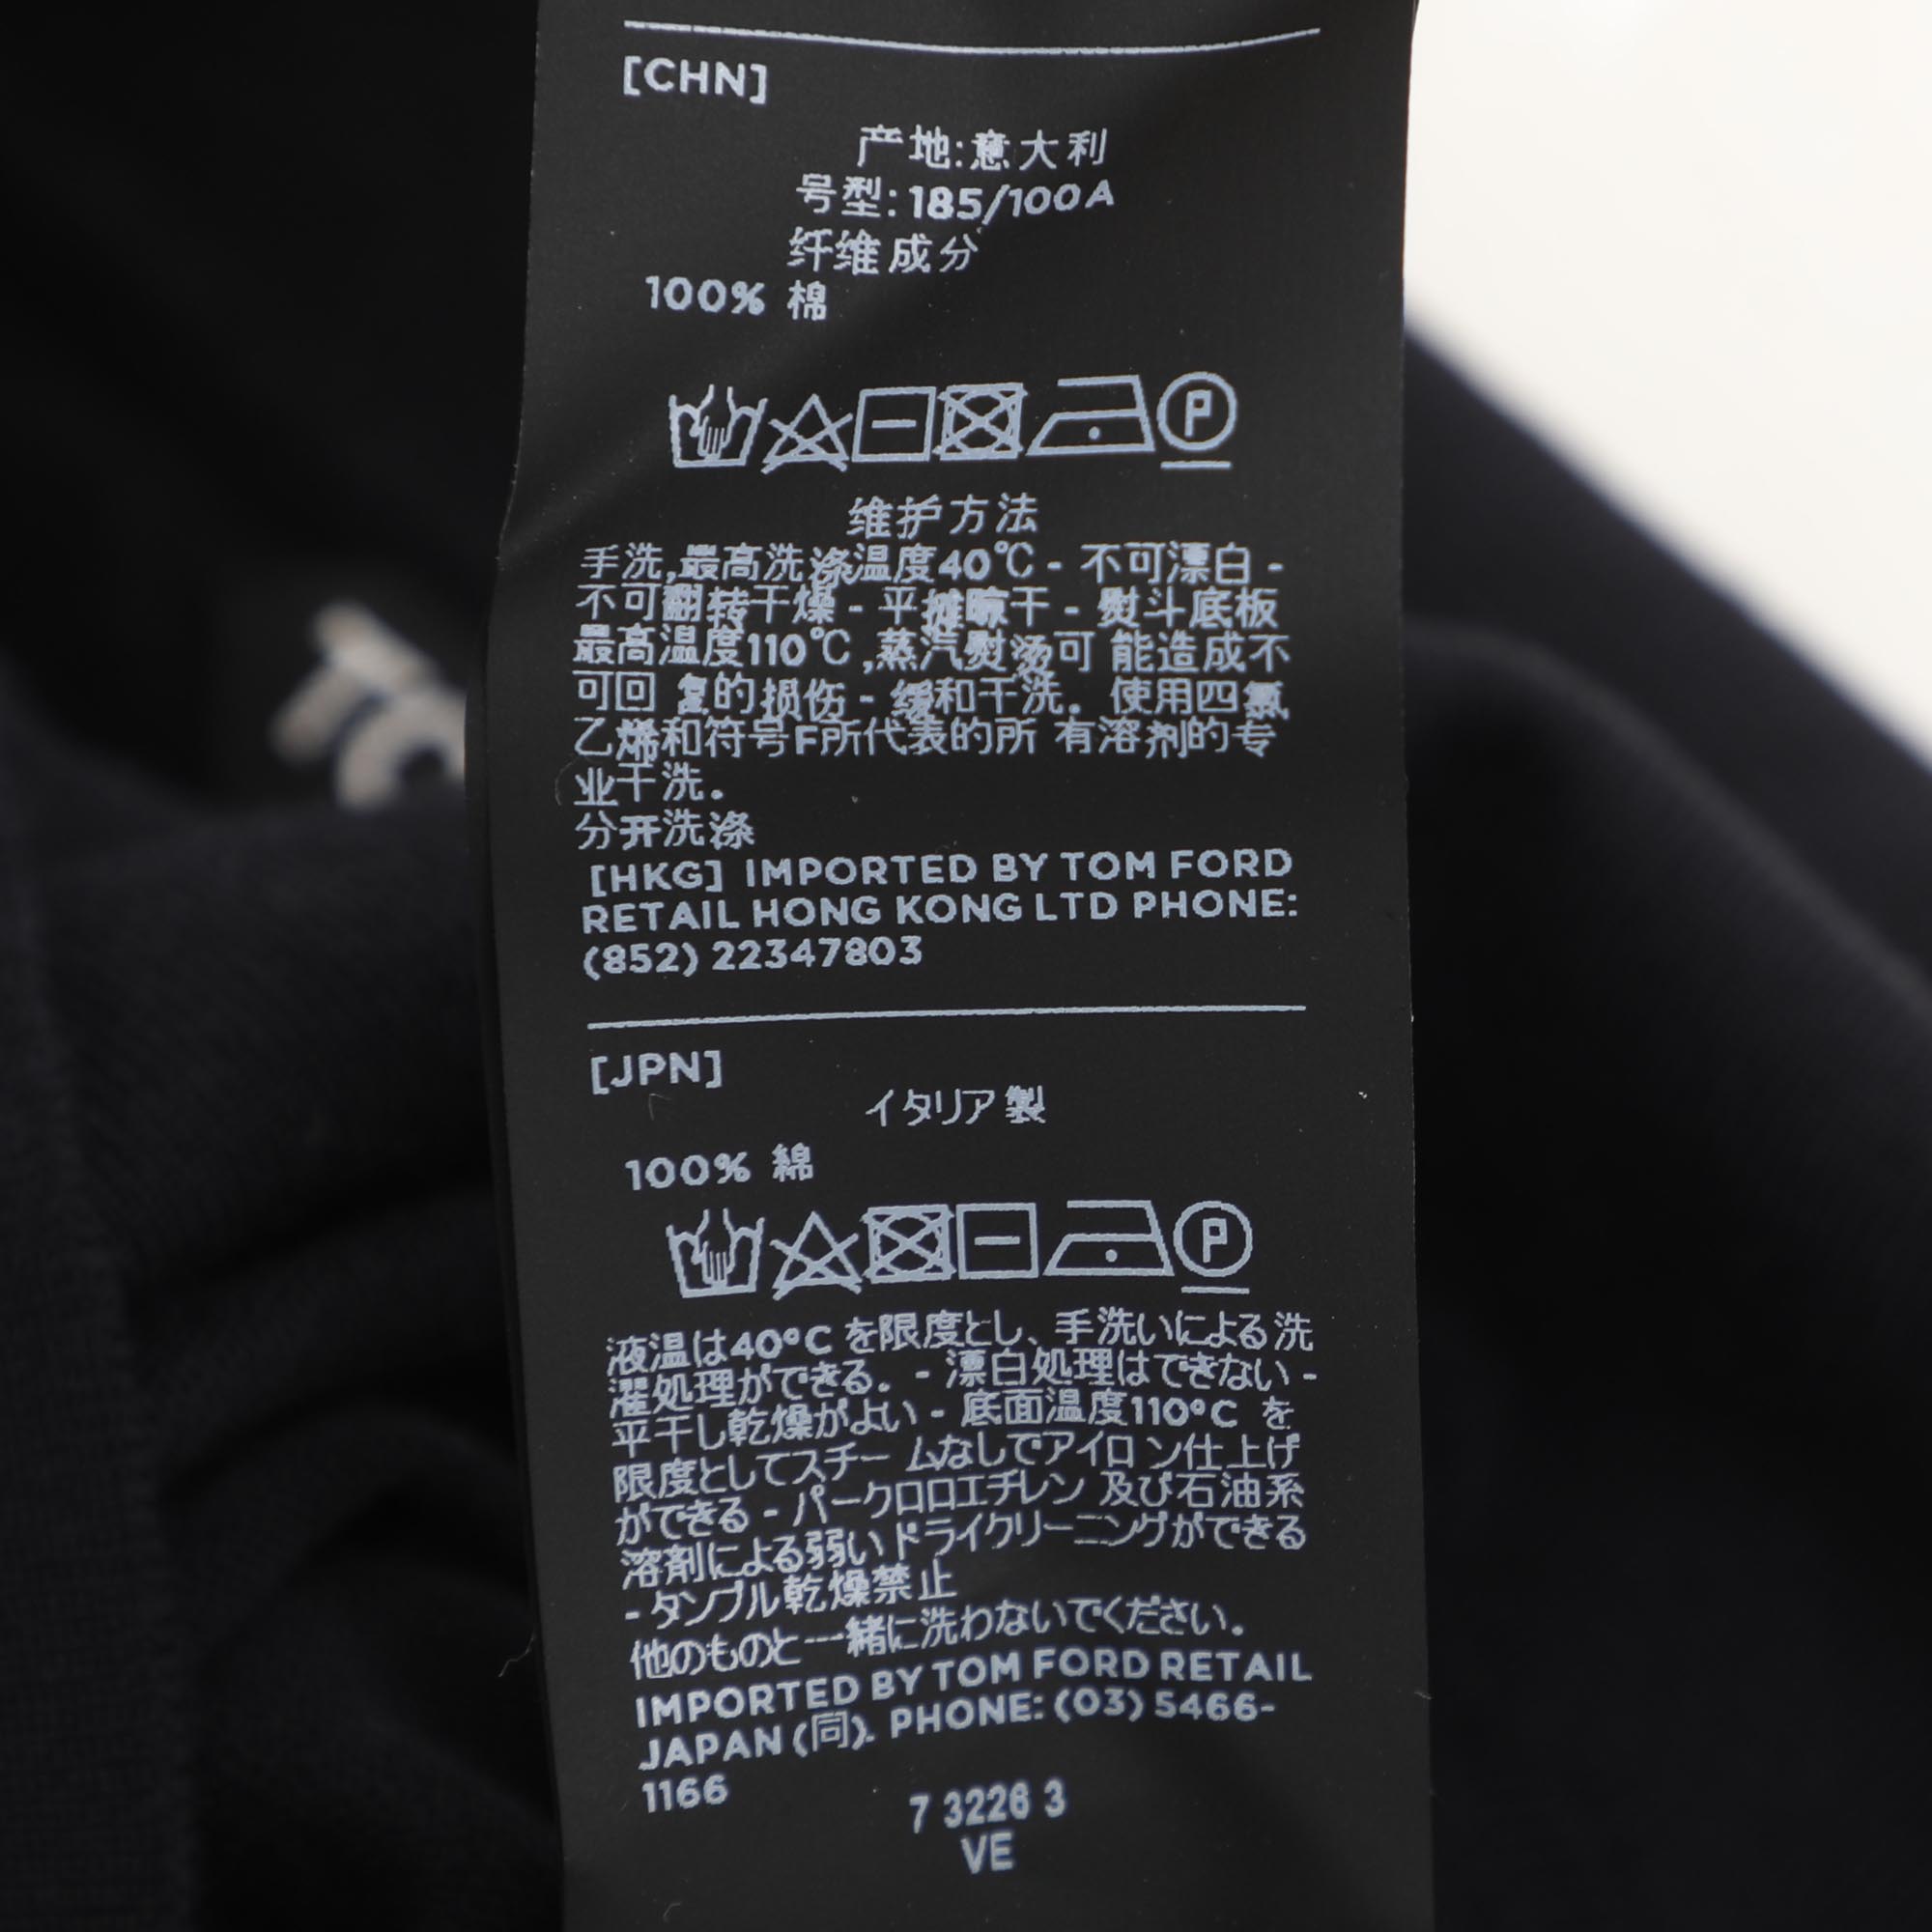 [CHN]
产地:意大利
号型:185/100A
纤维成分
100% 棉
P
维护方法
手洗,最高洗涤温度40℃ - 不可漂白 -
不可翻转干燥 - 平摊晾干 - 熨斗底板
最高温度110℃,蒸汽熨烫可 能造成不
可回 复的损伤 - 缓和干洗。使用四氯
乙烯和符号F所代表的所 有溶剂的专
业干洗。
分开洗涤
[HKG] IMPORTED BY TOM FORD
RETAIL HONG KONG LTD PHONE:
(852) 22347803
[JPN]
イタリア製
100% 綿
P
液温は40°C を限度とし、手洗いによる洗
濯処理ができる。 - 漂白処理はできない -
平干し乾燥がよい - 底面温度110°C を
限度としてスチー ムなしでアイロ ン仕上げ
ができる - パークロロエチレン 及び石油系
溶剤による弱いドライクリーニングができる
- タンブル乾燥禁止
他のものと一緒に洗わないでください。
IMPORTED BY TOM FORD RETAIL
JAPAN (同). PHONE: (03) 5466-
1166
7 3226 3
VE